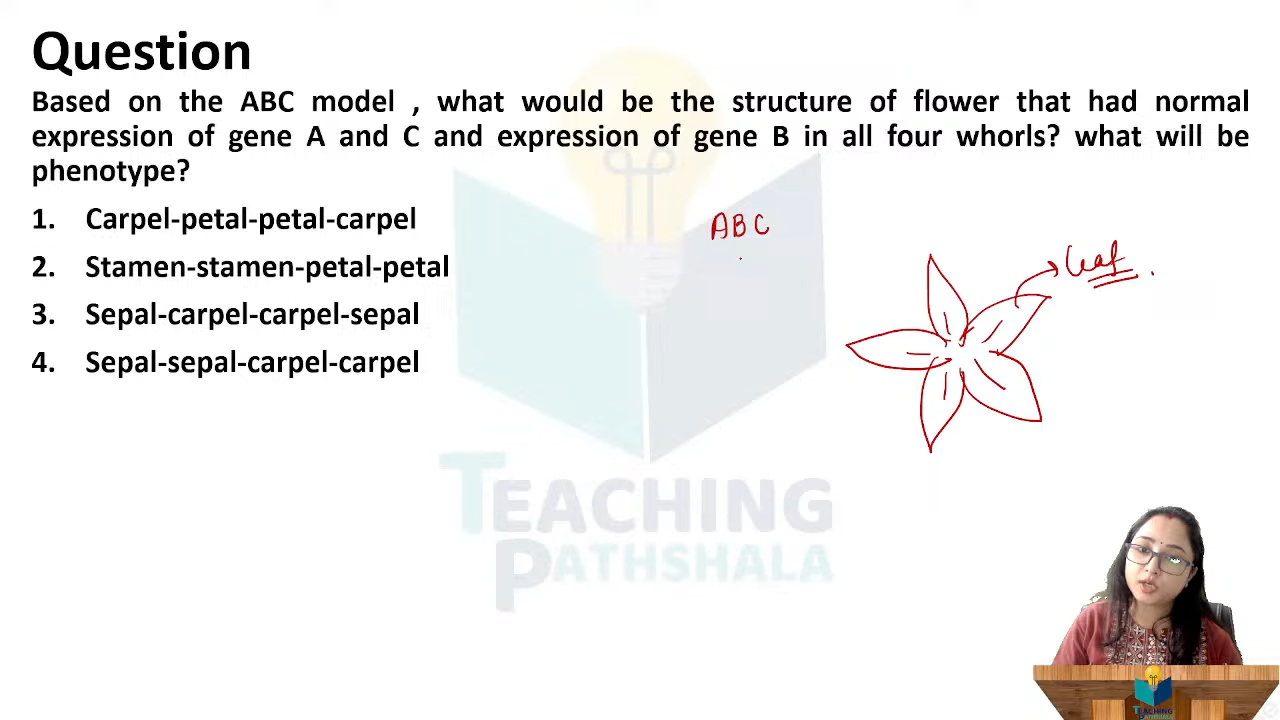 Question
Based on the ABC model , what would be the structure of flower that had normal
expression of gene A and C and expression of gene B in all four whorls? what will be
phenotype?
1. Carpel-petal-petal-carpel
2. Stamen-stamen-petal-petal
3. Sepal-carpel-carpel-sepal
4. Sepal-sepal-carpel-carpel
ABC
leaf
TEACHING
PATHSHALA
TEACHING
PATHSHALA